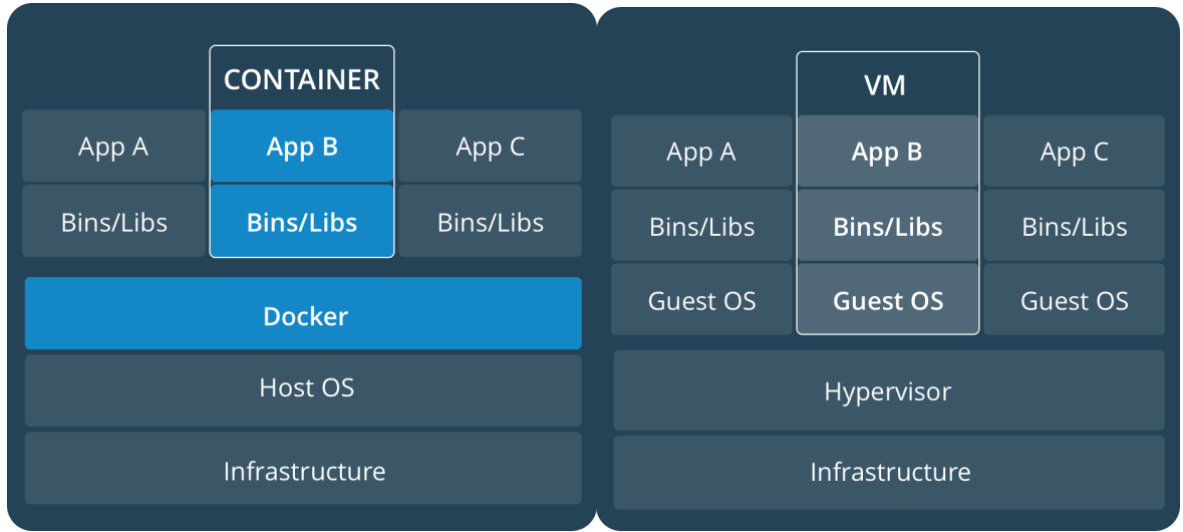 CONTAINER
App A
App B
App C
Bins/Libs
Bins/Libs
Bins/Libs
Docker
Host OS
Infrastructure
VM
App A
App B
App C
Bins/Libs
Bins/Libs
Bins/Libs
Guest OS
Guest OS
Guest OS
Hypervisor
Infrastructure